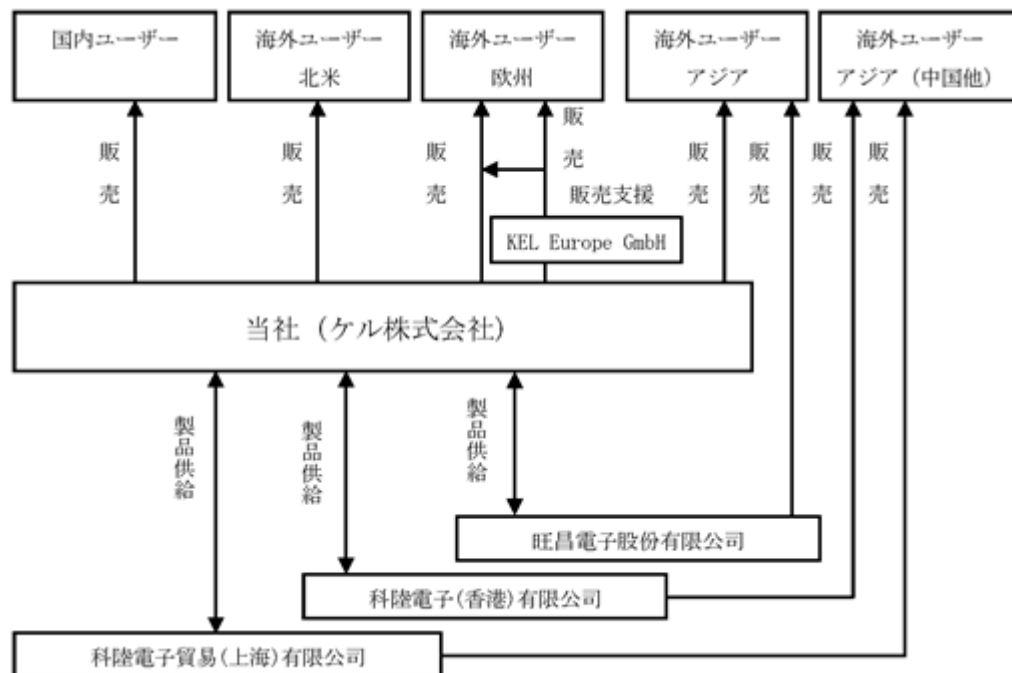 国内ユーザー
海外ユーザー
北米
海外ユーザー
欧州
海外ユーザー
アジア
海外ユーザー
アジア（中国他）
販売
販売
販売
販売
販売
販売
販売
販売
販売支援
KEL Europe GmbH
当社（ケル株式会社）
製品供給
製品供給
製品供給
旺昌電子股份有限公司
科陸電子(香港)有限公司
科陸電子貿易(上海)有限公司